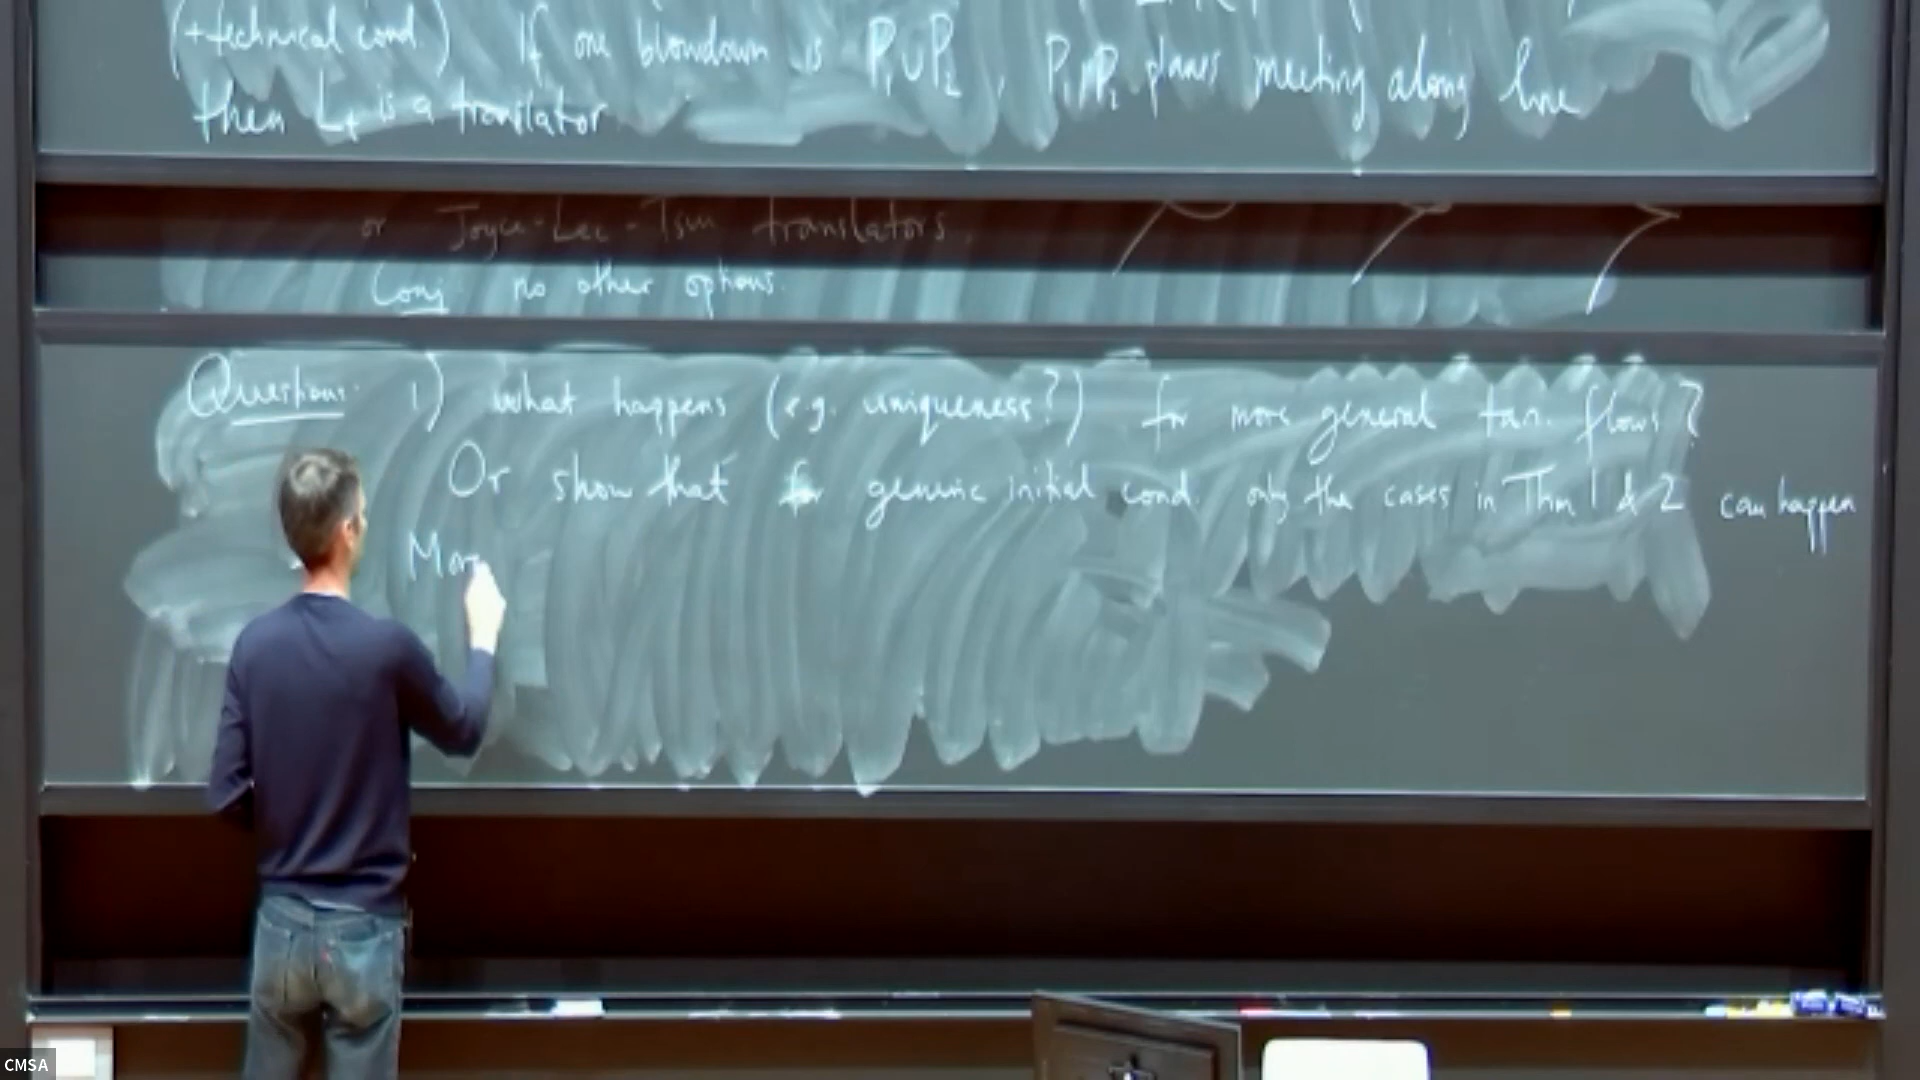 (+technical cond.) If one blowdown is P₁∪P₂, P₁,P₂ planes meeting along line
then Lₜ is a translator
or Joyce-Lee-Tsui translators,
Conj no other options.
Questions: 1) What happens (e.g. uniqueness?) for more general tan. flows?
Or show that for generic initial cond. only the cases in Thm 1 & 2 can happen
Mor
CMSA